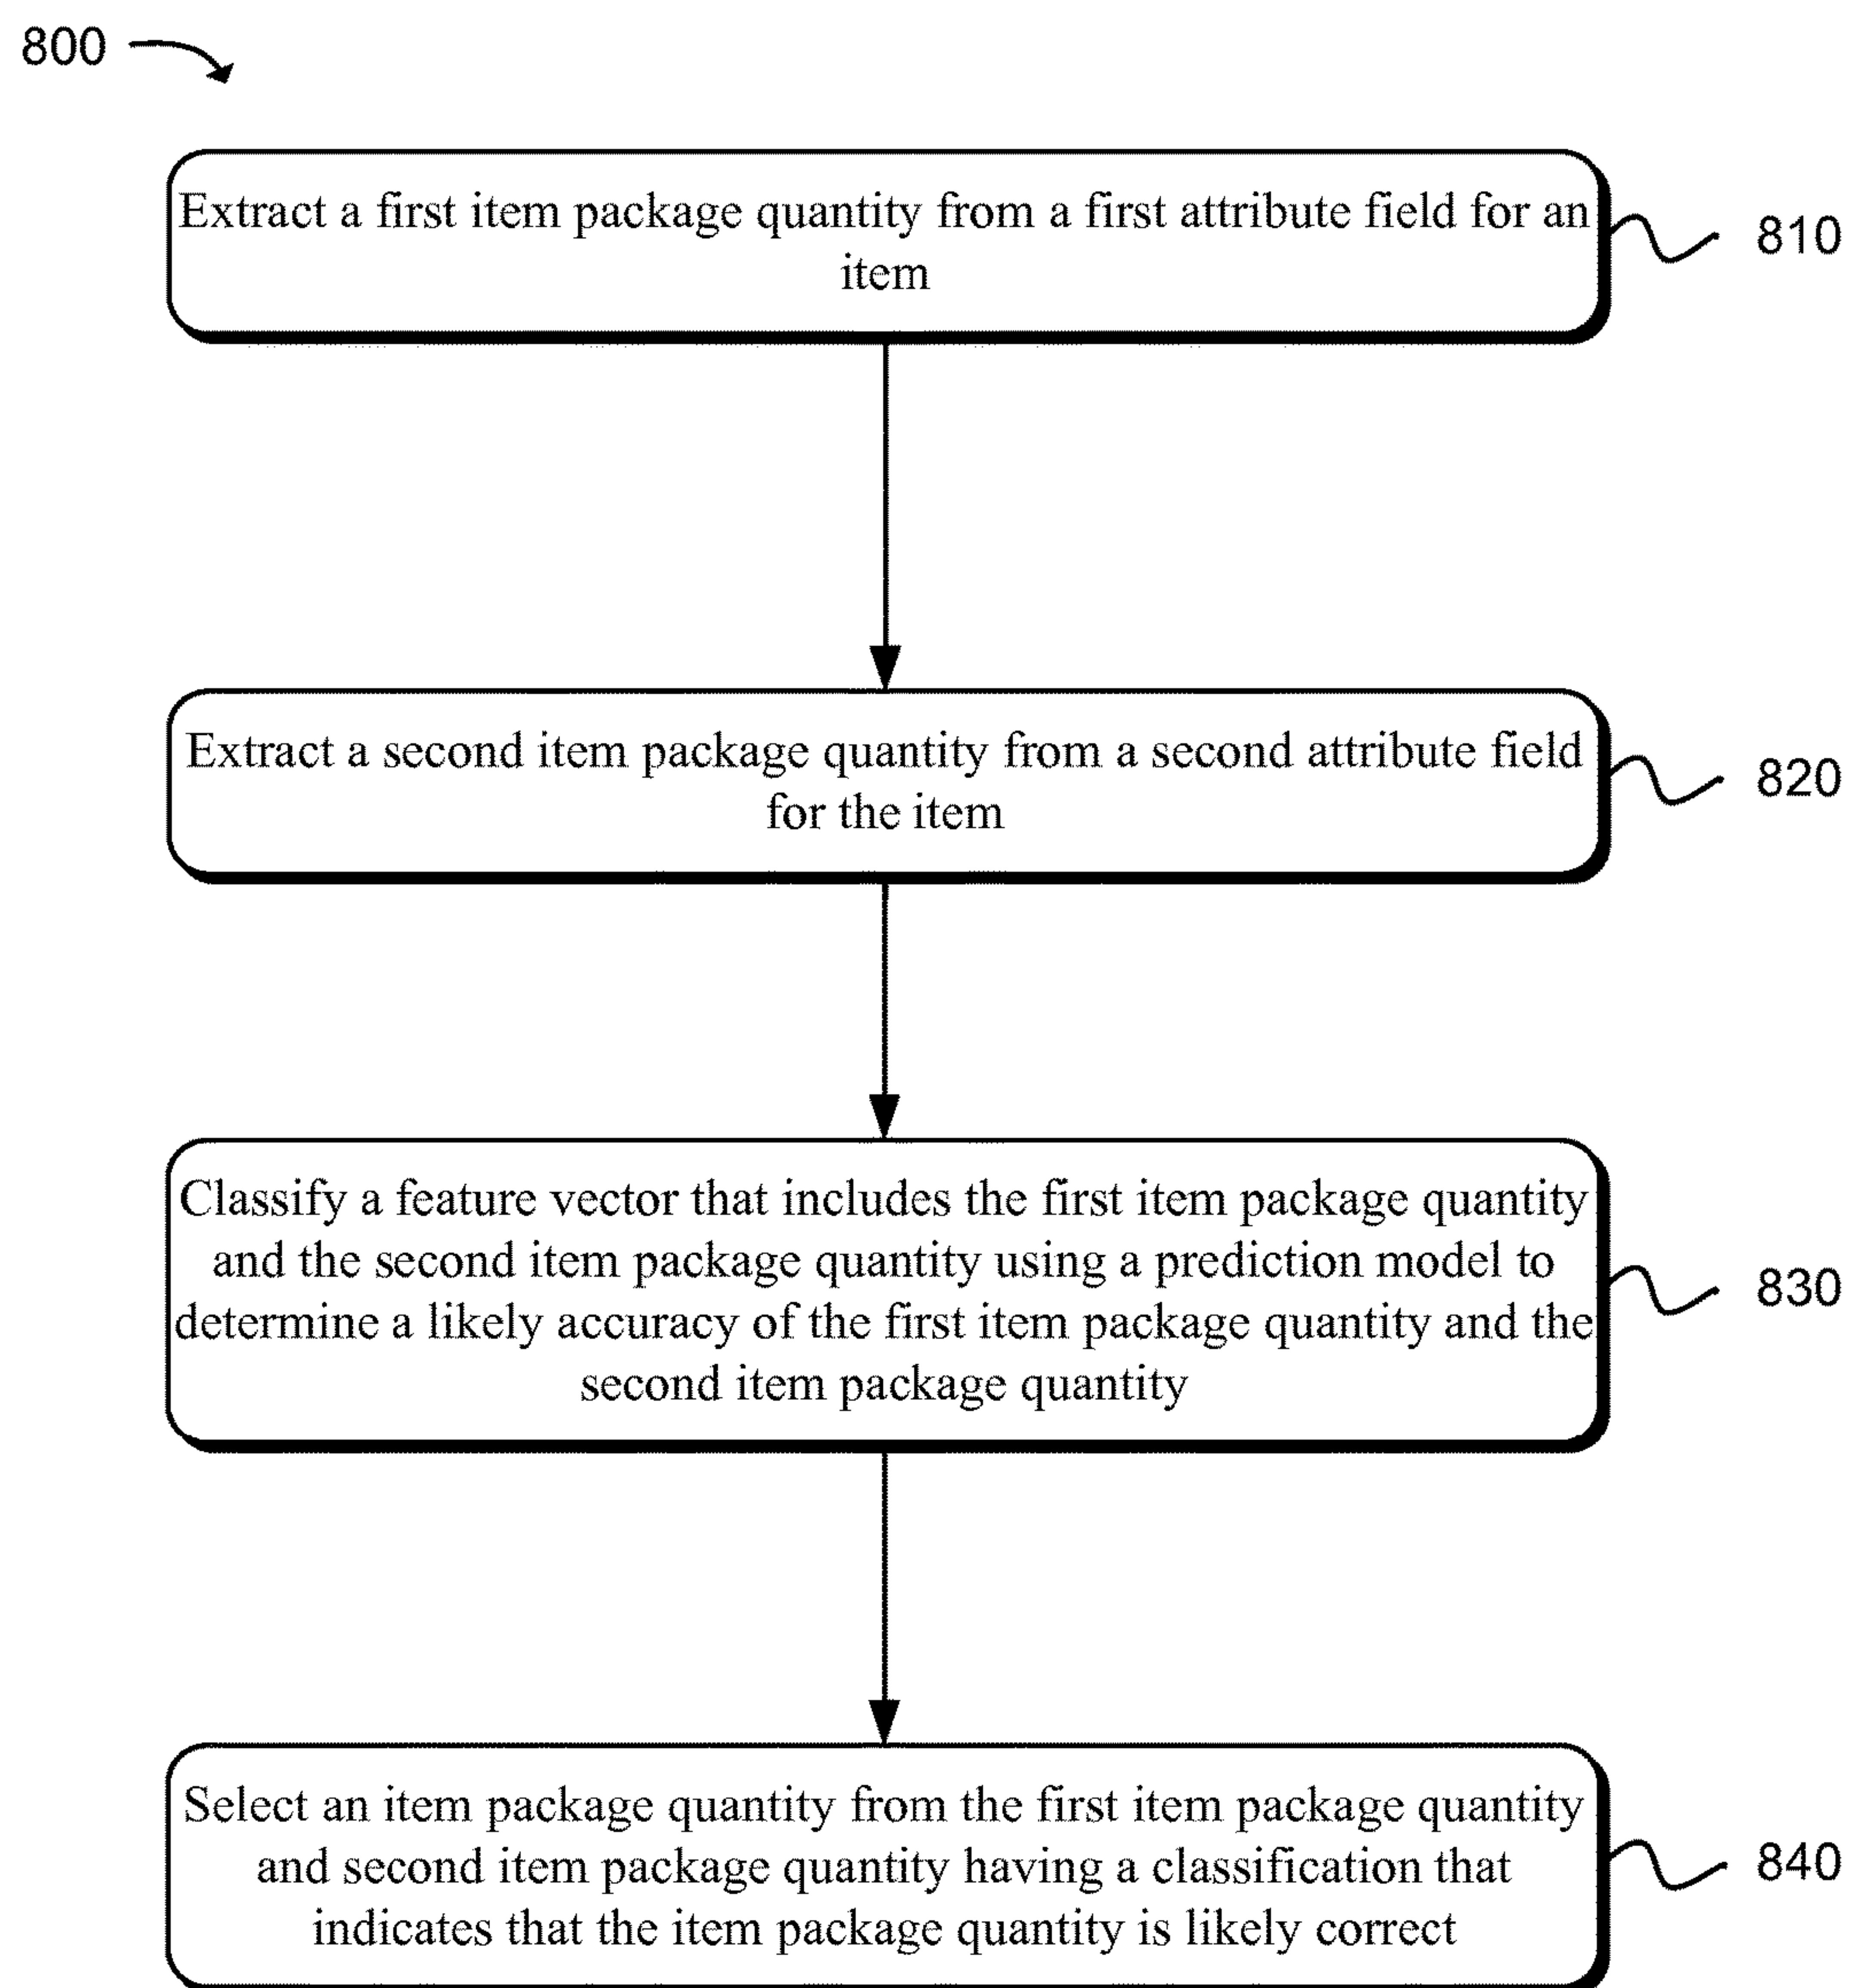 800
Extract a first item package quantity from a first attribute field for an
item
810
Extract a second item package quantity from a second attribute field
for the item
820
Classify a feature vector that includes the first item package quantity
and the second item package quantity using a prediction model to
determine a likely accuracy of the first item package quantity and the
second item package quantity
830
Select an item package quantity from the first item package quantity
and second item package quantity having a classification that
indicates that the item package quantity is likely correct
840